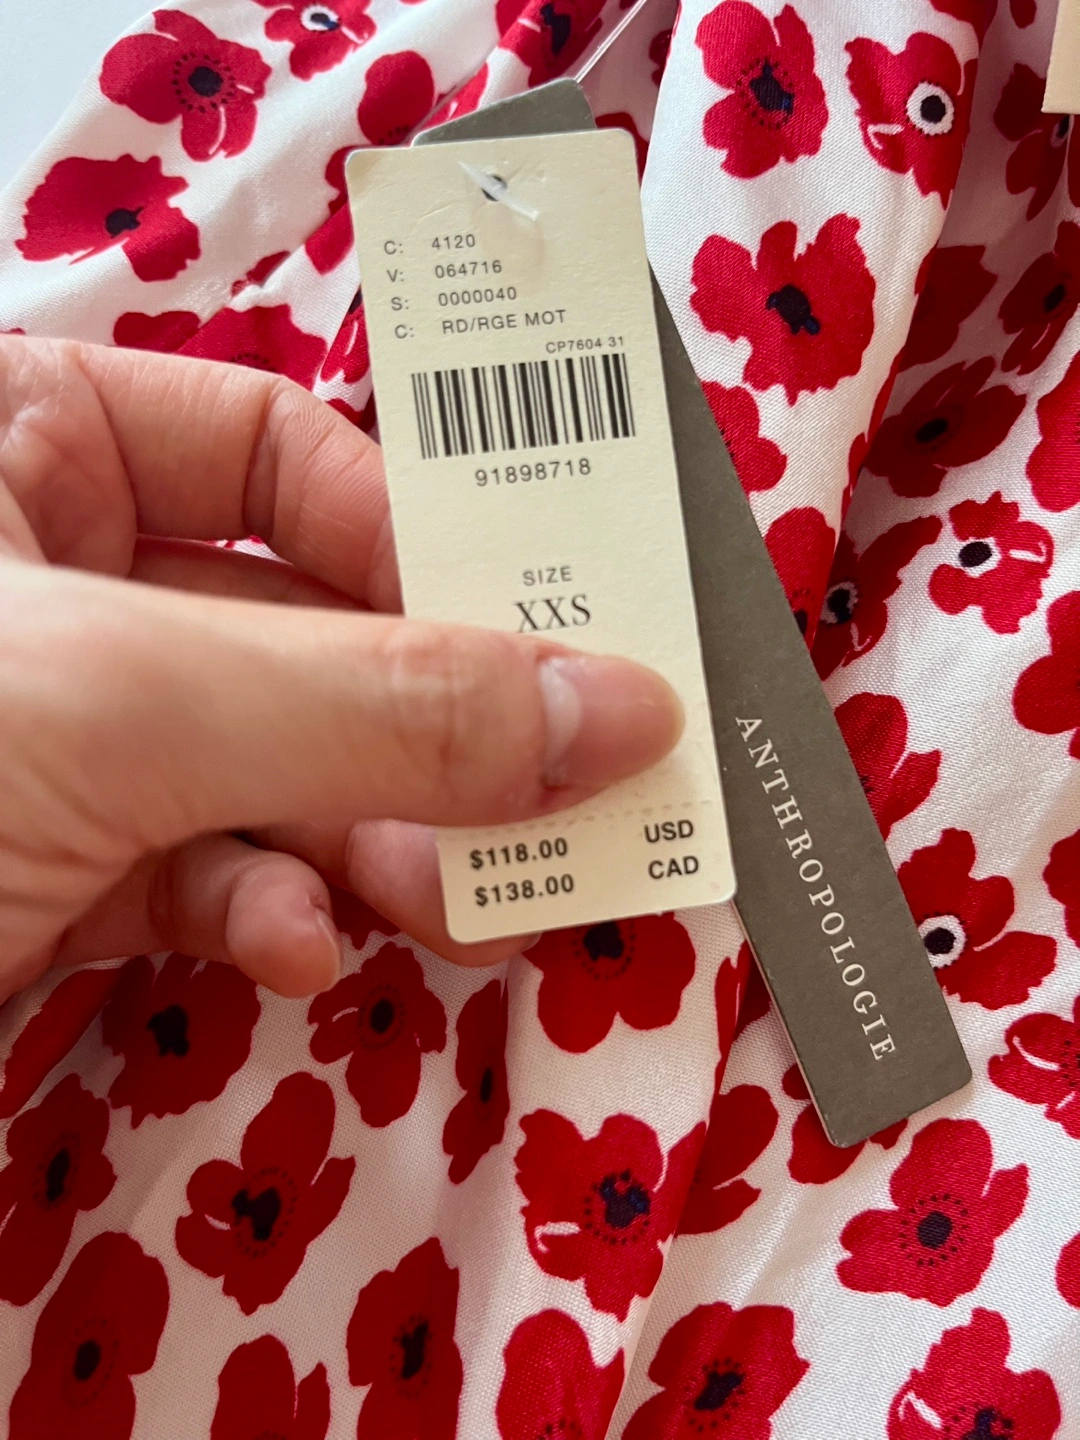 C: 4120
V: 064716
S: 0000040
C: RD/RGE MOT
CP7604 31
91898718
SIZE
XXS
$118.00 USD
$138.00 CAD
ANTHROPOLOGIE